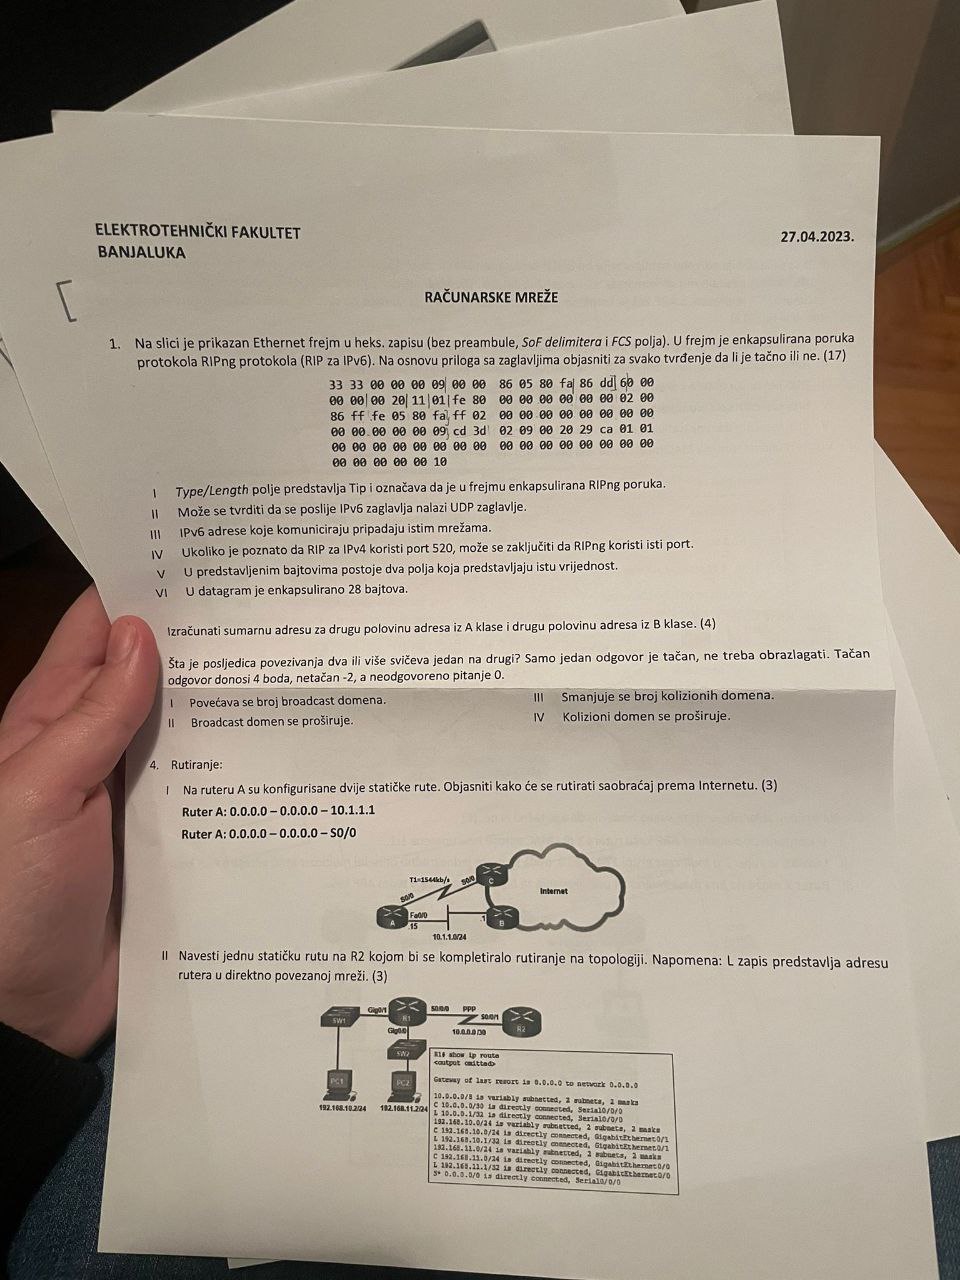 ELEKTROTEHNIČKI FAKULTET
BANJALUKA
27.04.2023.
RAČUNARSKE MREŽE
1. Na slici je prikazan Ethernet frejm u heks. zapisu (bez preambule, SoF delimitera i FCS polja). U frejm je enkapsulirana poruka
protokola RIPng protokola (RIP za IPv6). Na osnovu priloga sa zaglavljima objasniti za svako tvrđenje da li je tačno ili ne. (17)
33 33 00 00 00 09 00 00 86 05 80 fa 86 dd 60 00
00 00 00 20 11 01 fe 80 00 00 00 00 00 00 02 00
86 ff fe 05 80 fa ff 02 00 00 00 00 00 00 00 00
00 00 00 00 00 09 cd 3d 02 09 00 20 29 ca 01 01
00 00 00 00 00 00 00 00 00 00 00 00 00 00 00 00
00 00 00 00 00 10
I Type/Length polje predstavlja Tip i označava da je u frejmu enkapsulirana RIPng poruka.
II Može se tvrditi da se poslije IPv6 zaglavlja nalazi UDP zaglavlje.
III IPv6 adrese koje komuniciraju pripadaju istim mrežama.
IV Ukoliko je poznato da RIP za IPv4 koristi port 520, može se zaključiti da RIPng koristi isti port.
V U predstavljenim bajtovima postoje dva polja koja predstavljaju istu vrijednost.
VI U datagram je enkapsulirano 28 bajtova.
Izračunati sumarnu adresu za drugu polovinu adresa iz A klase i drugu polovinu adresa iz B klase. (4)
Šta je posljedica povezivanja dva ili više svičeva jedan na drugi? Samo jedan odgovor je tačan, ne treba obrazlagati. Tačan
odgovor donosi 4 boda, netačan -2, a neodgovoreno pitanje 0.
I Povećava se broj broadcast domena.
III Smanjuje se broj kolizionih domena.
II Broadcast domen se proširuje.
IV Kolizioni domen se proširuje.
4. Rutiranje:
I Na ruteru A su konfigurisane dvije statičke rute. Objasniti kako će se rutirati saobraćaj prema Internetu. (3)
Ruter A: 0.0.0.0 – 0.0.0.0 – 10.1.1.1
Ruter A: 0.0.0.0 – 0.0.0.0 – S0/0
T1=1544kb/s
S0/0
C
S0/0
Internet
A
Fa0/0
.15
.1
B
10.1.1.0/24
II Navesti jednu statičku rutu na R2 kojom bi se kompletiralo rutiranje na topologiji. Napomena: L zapis predstavlja adresu
rutera u direktno povezanoj mreži. (3)
SW1
Gig0/1
R1
S0/0/0
PPP
S0/0/1
R2
Gig0/0
10.0.0.0/30
SW2
PC1
PC2
192.168.10.2/24
192.168.11.2/24
R1# show ip route
<output omitted>
Gateway of last resort is 0.0.0.0 to network 0.0.0.0
10.0.0.0/8 is variably subnetted, 2 subnets, 2 masks
C 10.0.0.0/30 is directly connected, Serial0/0/0
L 10.0.0.1/32 is directly connected, Serial0/0/0
192.168.10.0/24 is variably subnetted, 2 subnets, 2 masks
C 192.168.10.0/24 is directly connected, GigabitEthernet0/1
L 192.168.10.1/32 is directly connected, GigabitEthernet0/1
192.168.11.0/24 is variably subnetted, 2 subnets, 2 masks
C 192.168.11.0/24 is directly connected, GigabitEthernet0/0
L 192.168.11.1/32 is directly connected, GigabitEthernet0/0
S* 0.0.0.0/0 is directly connected, Serial0/0/0